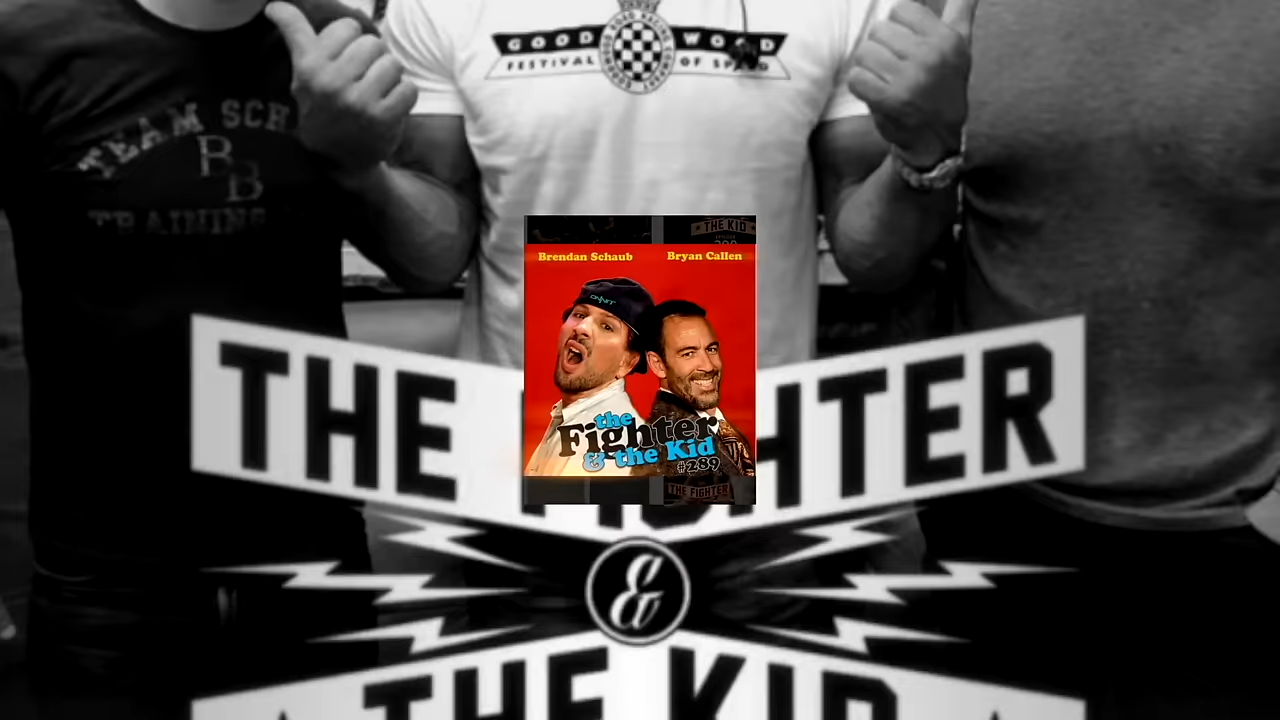 GOOD WOOD
FESTIVAL OF SPEED
TEAM SCH
BB
TRAINING
THE KID
Brendan Schaub Bryan Callen
the
Fighter
& the Kid
#289
THE FIGHTER
THE FIGHTER
&
THE KID